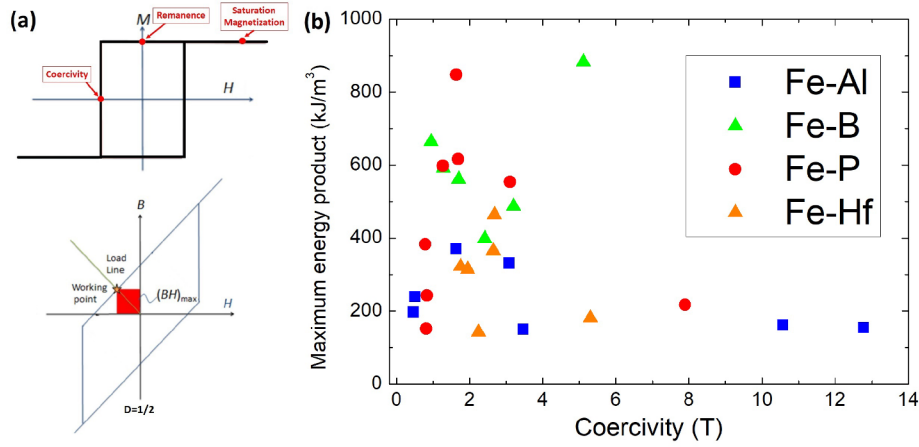 (a)
M
Remanence
Saturation
Magnetization
Coercivity
H
B
Load
Line
Working
point
(BH)max
H
D=1/2
(b)
Maximum energy product (kJ/m³)
1000
800
600
400
200
0
0 2 4 6 8 10 12 14
Coercivity (T)
Fe-Al
Fe-B
Fe-P
Fe-Hf